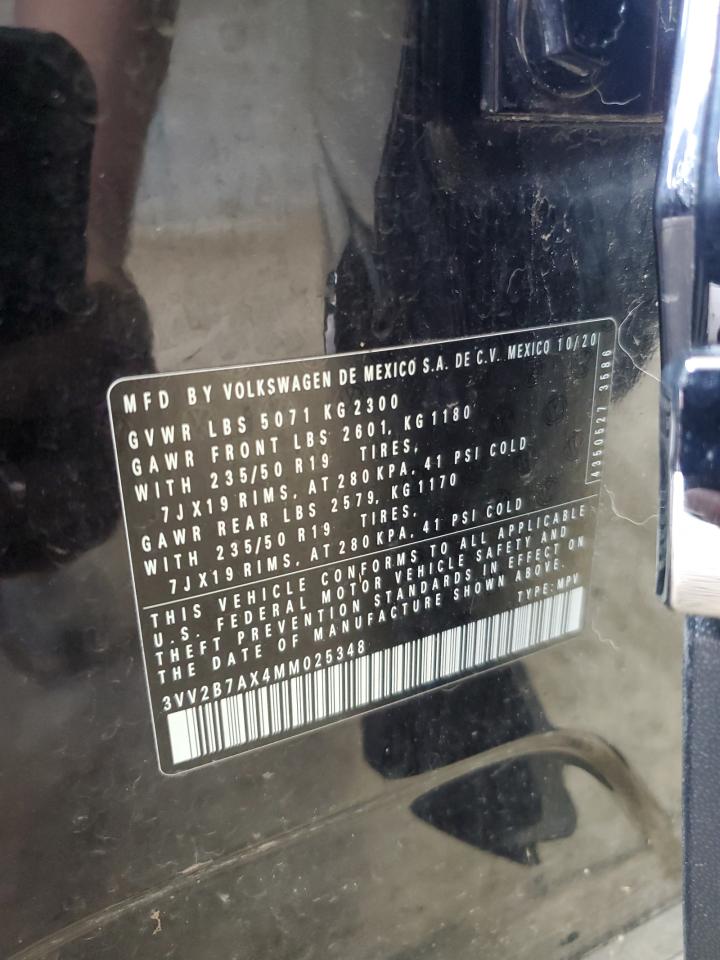 MFD BY VOLKSWAGEN DE MEXICO S.A. DE C.V. MEXICO 10/20
GVWR LBS 5071 KG 2300
GAWR FRONT LBS 2601, KG 1180
WITH 235/50 R19 TIRES,
7JX19 RIMS, AT 280 KPA, 41 PSI COLD
GAWR REAR LBS 2579, KG 1170
WITH 235/50 R19 TIRES,
7JX19 RIMS, AT 280 KPA, 41 PSI COLD
4350527 3586
THIS VEHICLE CONFORMS TO ALL APPLICABLE
U.S. FEDERAL MOTOR VEHICLE SAFETY AND
THEFT PREVENTION STANDARDS IN EFFECT ON
THE DATE OF MANUFACTURE SHOWN ABOVE.
3VV2B7AX4MM025348 TYPE: MPV